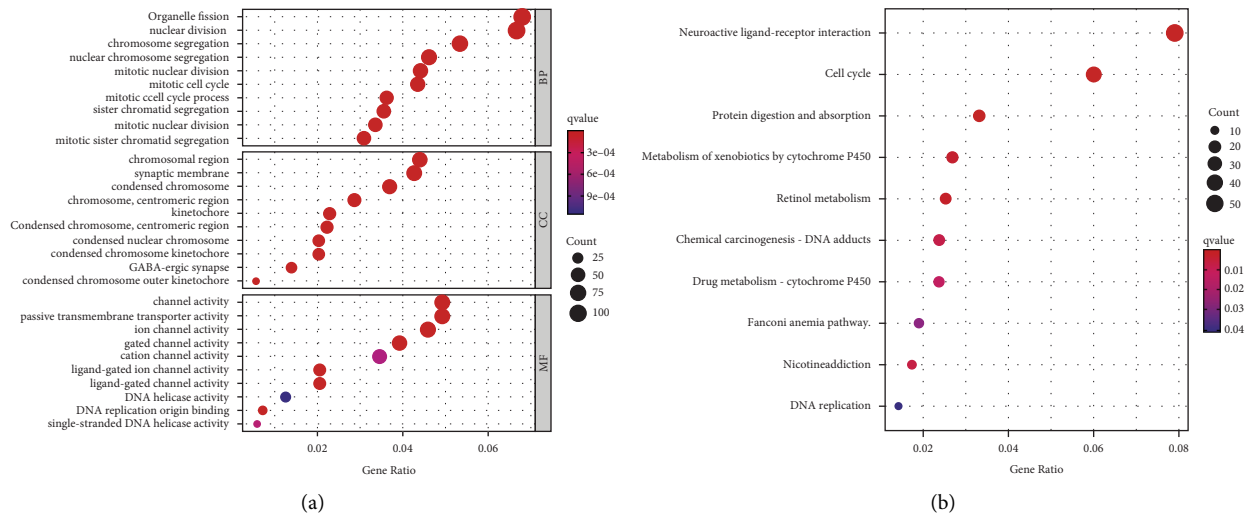 Organelle fission
nuclear division
chromosome segregation
nuclear chromosome segregation
mitotic nuclear division
mitotic cell cycle
mitotic ccell cycle process
sister chromatid segregation
mitotic nuclear division
mitotic sister chromatid segregation
BP
chromosomal region
synaptic membrane
condensed chromosome
chromosome, centromeric region
kinetochore
Condensed chromosome, centromeric region
condensed nuclear chromosome
condensed chromosome kinetochore
GABA-ergic synapse
condensed chromosome outer kinetochore
CC
channel activity
passive transmembrane transporter activity
ion channel activity
gated channel activity
cation channel activity
ligand-gated ion channel activity
ligand-gated channel activity
DNA helicase activity
DNA replication origin binding
single-stranded DNA helicase activity
MF
0.02 0.04 0.06
Gene Ratio
qvalue
3e−04
6e−04
9e−04
Count
25
50
75
100
(a)
Neuroactive ligand-receptor interaction
Cell cycle
Protein digestion and absorption
Metabolism of xenobiotics by cytochrome P450
Retinol metabolism
Chemical carcinogenesis - DNA adducts
Drug metabolism - cytochrome P450
Fanconi anemia pathway.
Nicotineaddiction
DNA replication
0.02 0.04 0.06 0.08
Gene Ratio
Count
10
20
30
40
50
qvalue
0.01
0.02
0.03
0.04
(b)